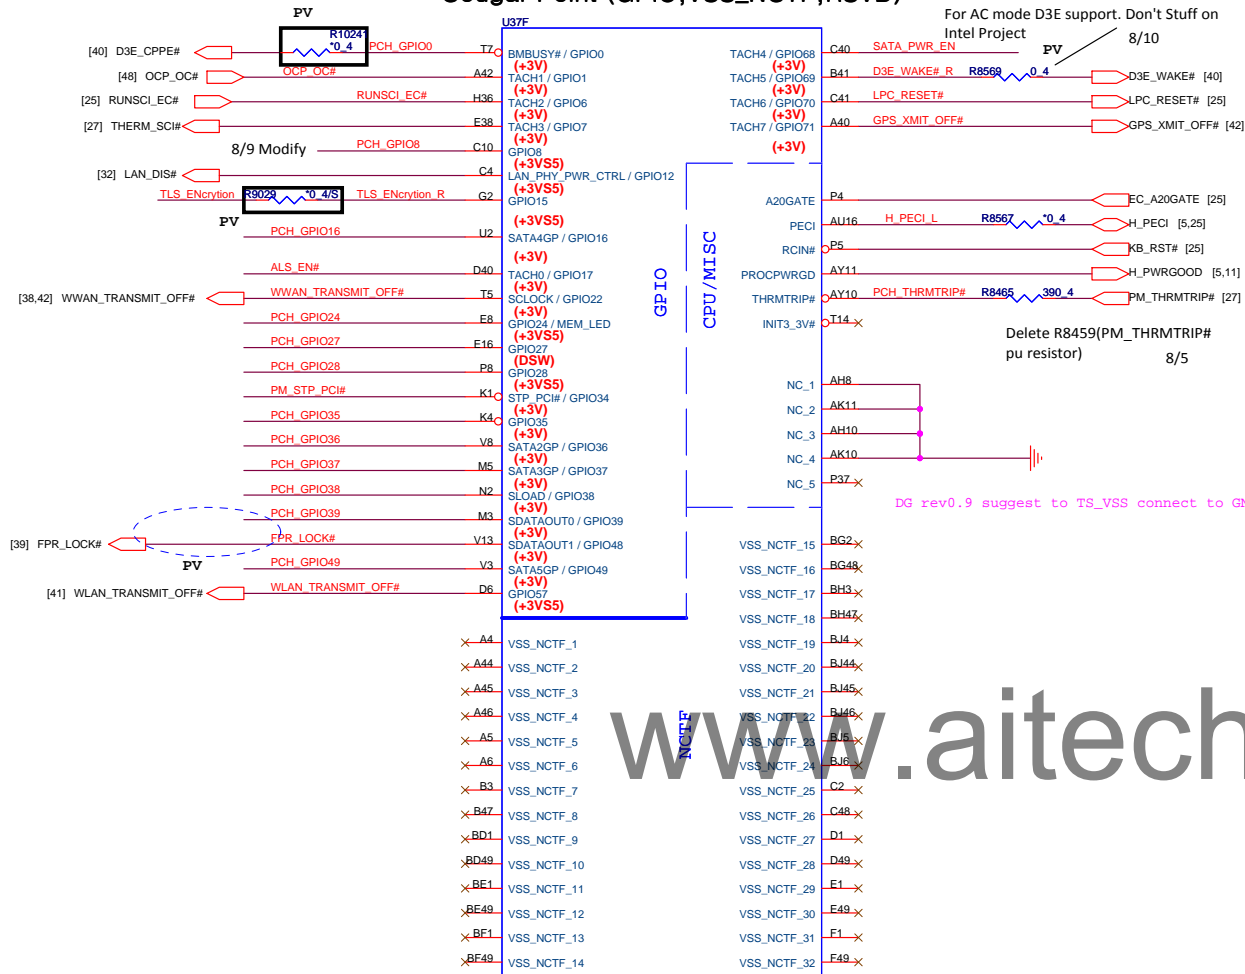 Cougar Point (GPIO,VSS_NCTF,RSVD)
PV
U37F
For AC mode D3E support. Don't Stuff on
Intel Project
PV
8/10
[40] D3E_CPPE#
R10241
*0_4
PCH_GPIO0
T7
BMBUSY# / GPIO0
(+3V)
[48] OCP_OC#
OCP_OC#
A42
TACH1 / GPIO1
(+3V)
[25] RUNSCI_EC#
RUNSCI_EC#
H36
TACH2 / GPIO6
(+3V)
[27] THERM_SCI#
E38
TACH3 / GPIO7
(+3V)
8/9 Modify
PCH_GPIO8
C10
GPIO8
(+3VS5)
[32] LAN_DIS#
C4
LAN_PHY_PWR_CTRL / GPIO12
(+3VS5)
TLS_ENcrytion
R9029
*0_4/S
TLS_ENcrytion_R
G2
GPIO15
(+3VS5)
PV
PCH_GPIO16
U2
SATA4GP / GPIO16
(+3V)
ALS_EN#
D40
TACH0 / GPIO17
(+3V)
[38,42] WWAN_TRANSMIT_OFF#
WWAN_TRANSMIT_OFF#
T5
SCLOCK / GPIO22
(+3V)
PCH_GPIO24
E8
GPIO24 / MEM_LED
(+3VS5)
PCH_GPIO27
E16
GPIO27
(DSW)
PCH_GPIO28
P8
GPIO28
(+3VS5)
PM_STP_PCI#
K1
STP_PCI# / GPIO34
(+3V)
PCH_GPIO35
K4
GPIO35
(+3V)
PCH_GPIO36
V8
SATA2GP / GPIO36
(+3V)
PCH_GPIO37
M5
SATA3GP / GPIO37
(+3V)
PCH_GPIO38
N2
SLOAD / GPIO38
(+3V)
PCH_GPIO39
M3
SDATAOUT0 / GPIO39
(+3V)
[39] FPR_LOCK#
FPR_LOCK#
V13
SDATAOUT1 / GPIO48
(+3V)
PV
PCH_GPIO49
V3
SATA5GP / GPIO49
(+3V)
[41] WLAN_TRANSMIT_OFF#
WLAN_TRANSMIT_OFF#
D6
GPIO57
(+3VS5)
TACH4 / GPIO68
(+3V)
C40
SATA_PWR_EN
TACH5 / GPIO69
(+3V)
B41
D3E_WAKE#_R
R8569
0_4
D3E_WAKE# [40]
TACH6 / GPIO70
(+3V)
C41
LPC_RESET#
LPC_RESET# [25]
TACH7 / GPIO71
(+3V)
A40
GPS_XMIT_OFF#
GPS_XMIT_OFF# [42]
GPIO
CPU/MISC
A20GATE
P4
EC_A20GATE [25]
PECI
AU16
H_PECI_L
R8567
*0_4
H_PECI [5,25]
RCIN#
P5
KB_RST# [25]
PROCPWRGD
AY11
H_PWRGOOD [5,11]
THRMTRIP#
AY10
PCH_THRMTRIP#
R8465
390_4
PM_THRMTRIP# [27]
INIT3_3V#
T14
Delete R8459(PM_THRMTRIP#
pu resistor)
8/5
NC_1
AH8
NC_2
AK11
NC_3
AH10
NC_4
AK10
NC_5
P37
DG rev0.9 suggest to TS_VSS connect to G
NCTF
A4
VSS_NCTF_1
A44
VSS_NCTF_2
A45
VSS_NCTF_3
A46
VSS_NCTF_4
A5
VSS_NCTF_5
A6
VSS_NCTF_6
B3
VSS_NCTF_7
B47
VSS_NCTF_8
BD1
VSS_NCTF_9
BD49
VSS_NCTF_10
BE1
VSS_NCTF_11
BE49
VSS_NCTF_12
BF1
VSS_NCTF_13
BF49
VSS_NCTF_14
VSS_NCTF_15
BG2
VSS_NCTF_16
BG48
VSS_NCTF_17
BH3
VSS_NCTF_18
BH47
VSS_NCTF_19
BJ4
VSS_NCTF_20
BJ44
VSS_NCTF_21
BJ45
VSS_NCTF_22
BJ46
VSS_NCTF_23
BJ5
VSS_NCTF_24
BJ6
VSS_NCTF_25
C2
VSS_NCTF_26
C48
VSS_NCTF_27
D1
VSS_NCTF_28
D49
VSS_NCTF_29
E1
VSS_NCTF_30
E49
VSS_NCTF_31
F1
VSS_NCTF_32
F49
www.aitech